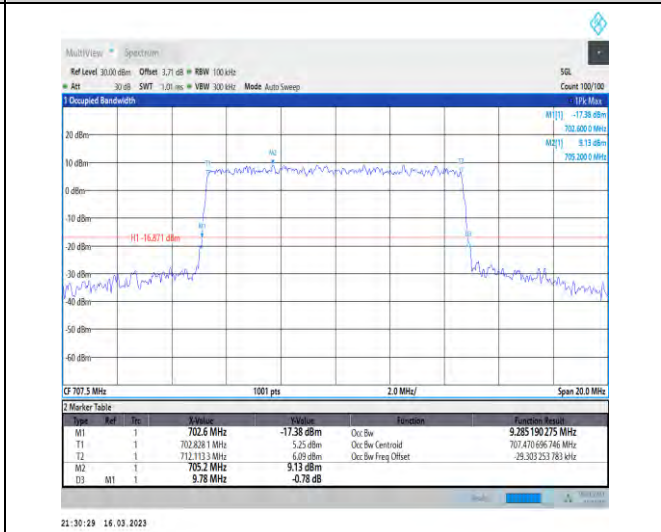 MultiView Spectrum
Ref Level 30.00 dBm Offset 3.71 dB RBW 100 kHz SGL
Att 30 dB SWT 1.01 ms VBW 300 kHz Mode Auto Sweep Count 100/100
1 Occupied Bandwidth 1Pk Max
M1[1] -17.38 dBm
702.6000 MHz
M2[1] 9.13 dBm
705.2000 MHz
20 dBm
M2
T1 T2
10 dBm
0 dBm
-10 dBm
M1
H1 -16.871 dBm
D3
-20 dBm
-30 dBm
-40 dBm
-50 dBm
-60 dBm
CF 707.5 MHz 1001 pts 2.0 MHz/ Span 20.0 MHz
2 Marker Table
Type Ref Trc X-Value Y-Value Function Function Result
M1 1 702.6 MHz -17.38 dBm Occ Bw 9.285 190 275 MHz
T1 1 702.828 1 MHz 5.25 dBm Occ Bw Centroid 707.470 696 746 MHz
T2 1 712.113 3 MHz 6.09 dBm Occ Bw Freq Offset -29.303 253 783 kHz
M2 1 705.2 MHz 9.13 dBm
D3 M1 1 9.78 MHz -0.78 dB
21:30:29 16.03.2023